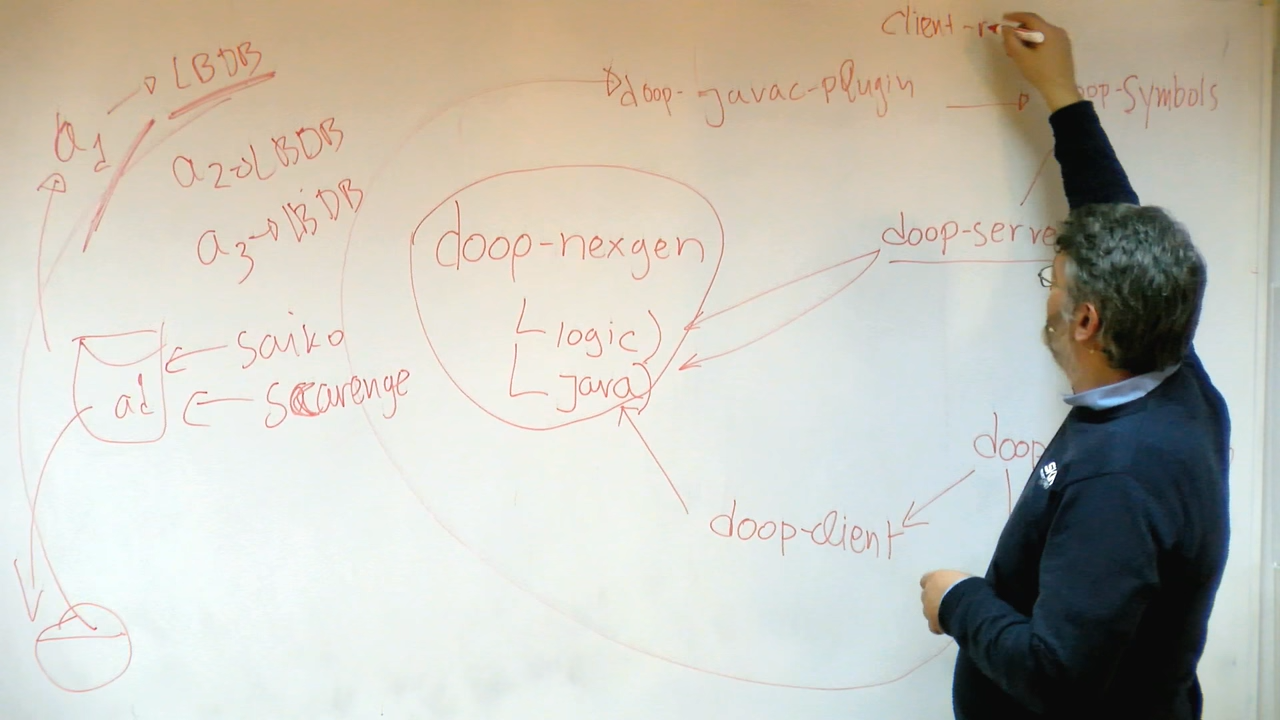 a1 → LBDB
a2 → LBDB
a3 → LBDB
saiko
scavenge
ad
doop-javac-plugin
doop-nexgen
logic
java
doop-client
client-
doop-serve
op-symbols
doop